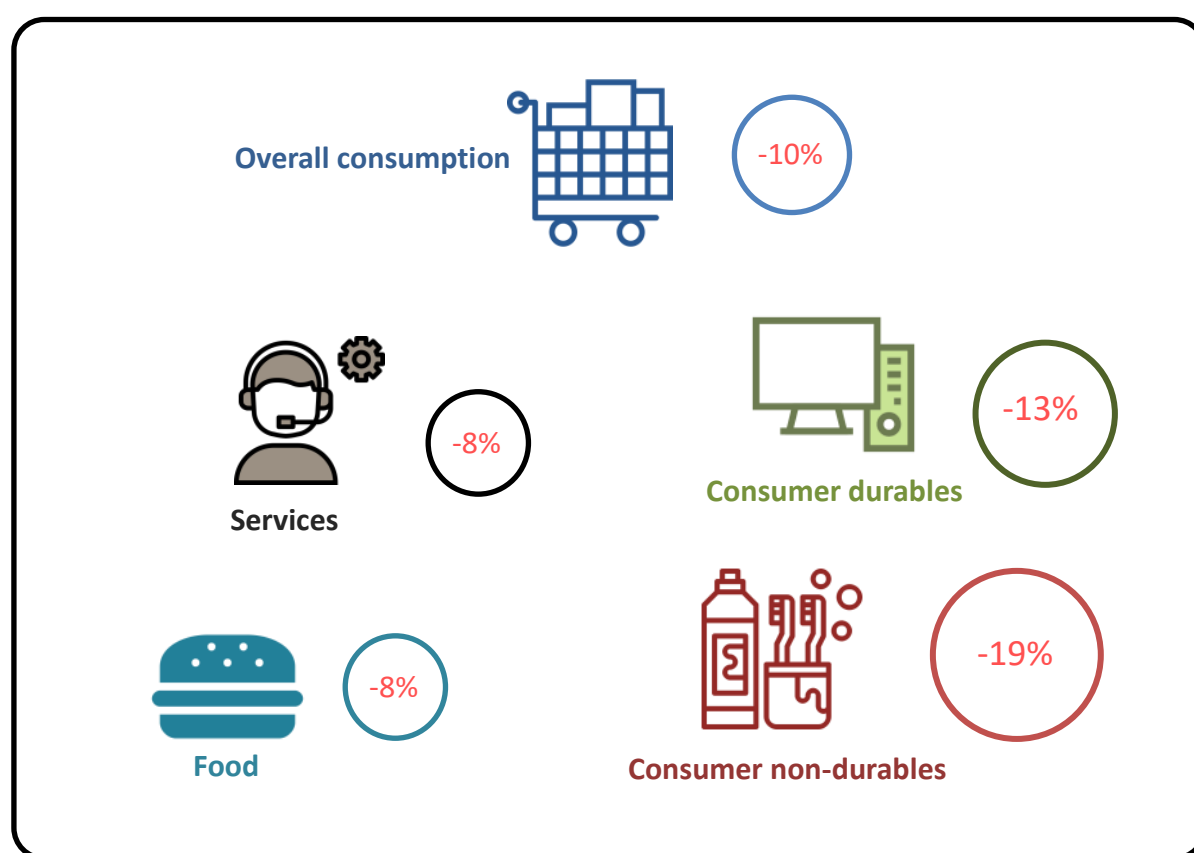 Overall consumption
-10%
Services
-8%
Consumer durables
-13%
Food
-8%
Consumer non-durables
-19%